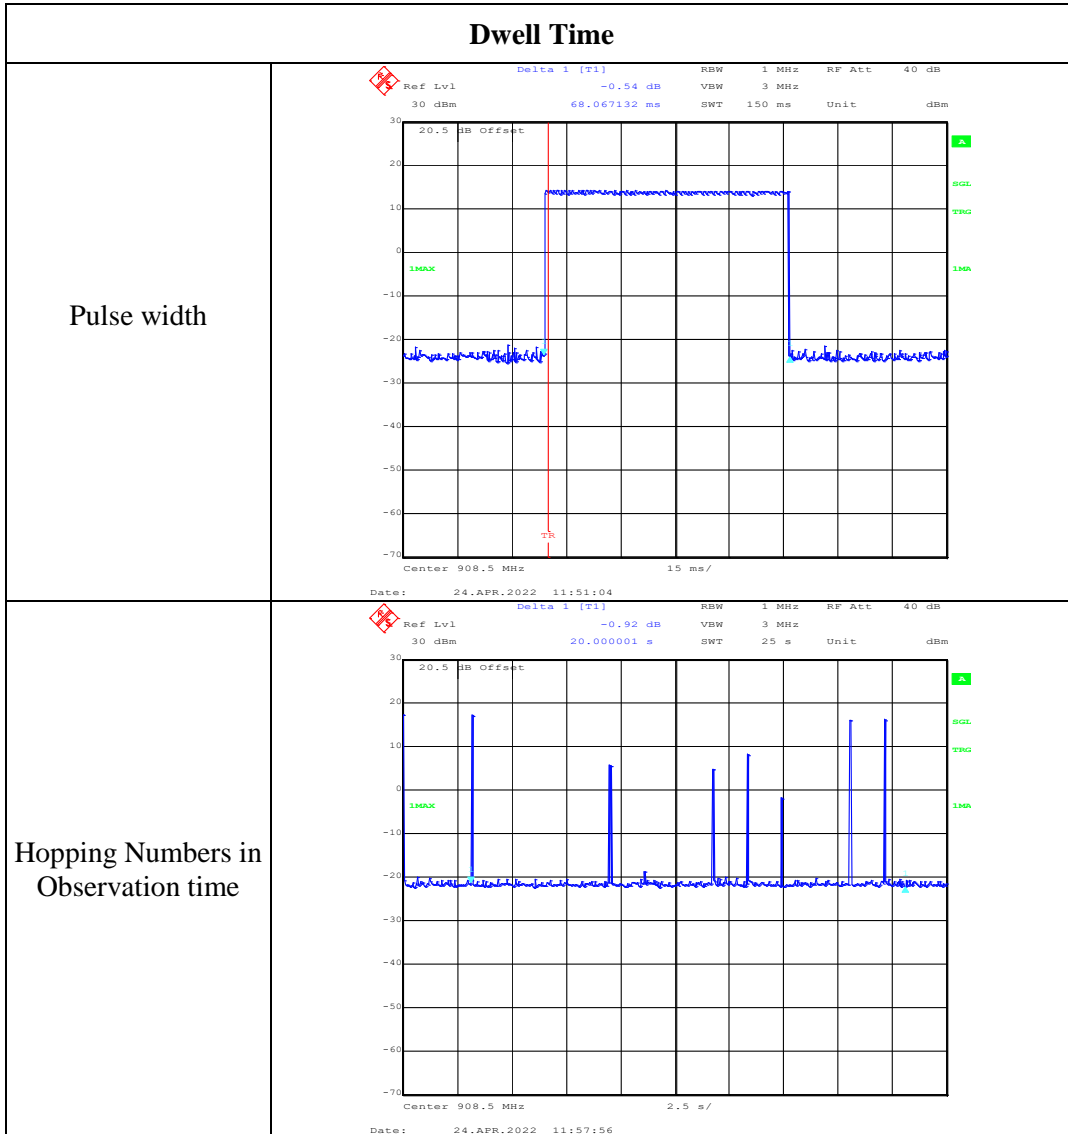 Dwell Time
Pulse width
Delta 1 [T1] RBW 1 MHz RF Att 40 dB
Ref Lvl -0.54 dB VBW 3 MHz
30 dBm 68.067132 ms SWT 150 ms Unit dBm
30
20.5 dB Offset
A
20
SGL
10
TRG
0
1MAX 1MA
-10
-20
-30
-40
-50
-60
TR
-70
Center 908.5 MHz 15 ms/
Date: 24.APR.2022 11:51:04
Hopping Numbers in
Observation time
Delta 1 [T1] RBW 1 MHz RF Att 40 dB
Ref Lvl -0.92 dB VBW 3 MHz
30 dBm 20.000001 s SWT 25 s Unit dBm
30
20.5 dB Offset
A
20
SGL
10
TRG
0
1MAX 1MA
-10
-20
-30
-40
-50
-60
-70
Center 908.5 MHz 2.5 s/
Date: 24.APR.2022 11:57:56